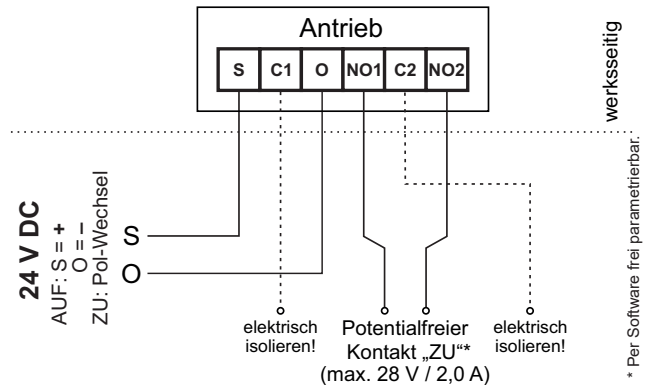 Antrieb
S C1 O NO1 C2 NO2
werksseitig
24 V DC
AUF: S = +
O = –
ZU: Pol-Wechsel
S
O
elektrisch
isolieren!
Potentialfreier
Kontakt „ZU“*
(max. 28 V / 2,0 A)
elektrisch
isolieren!
* Per Software frei parametrierbar.